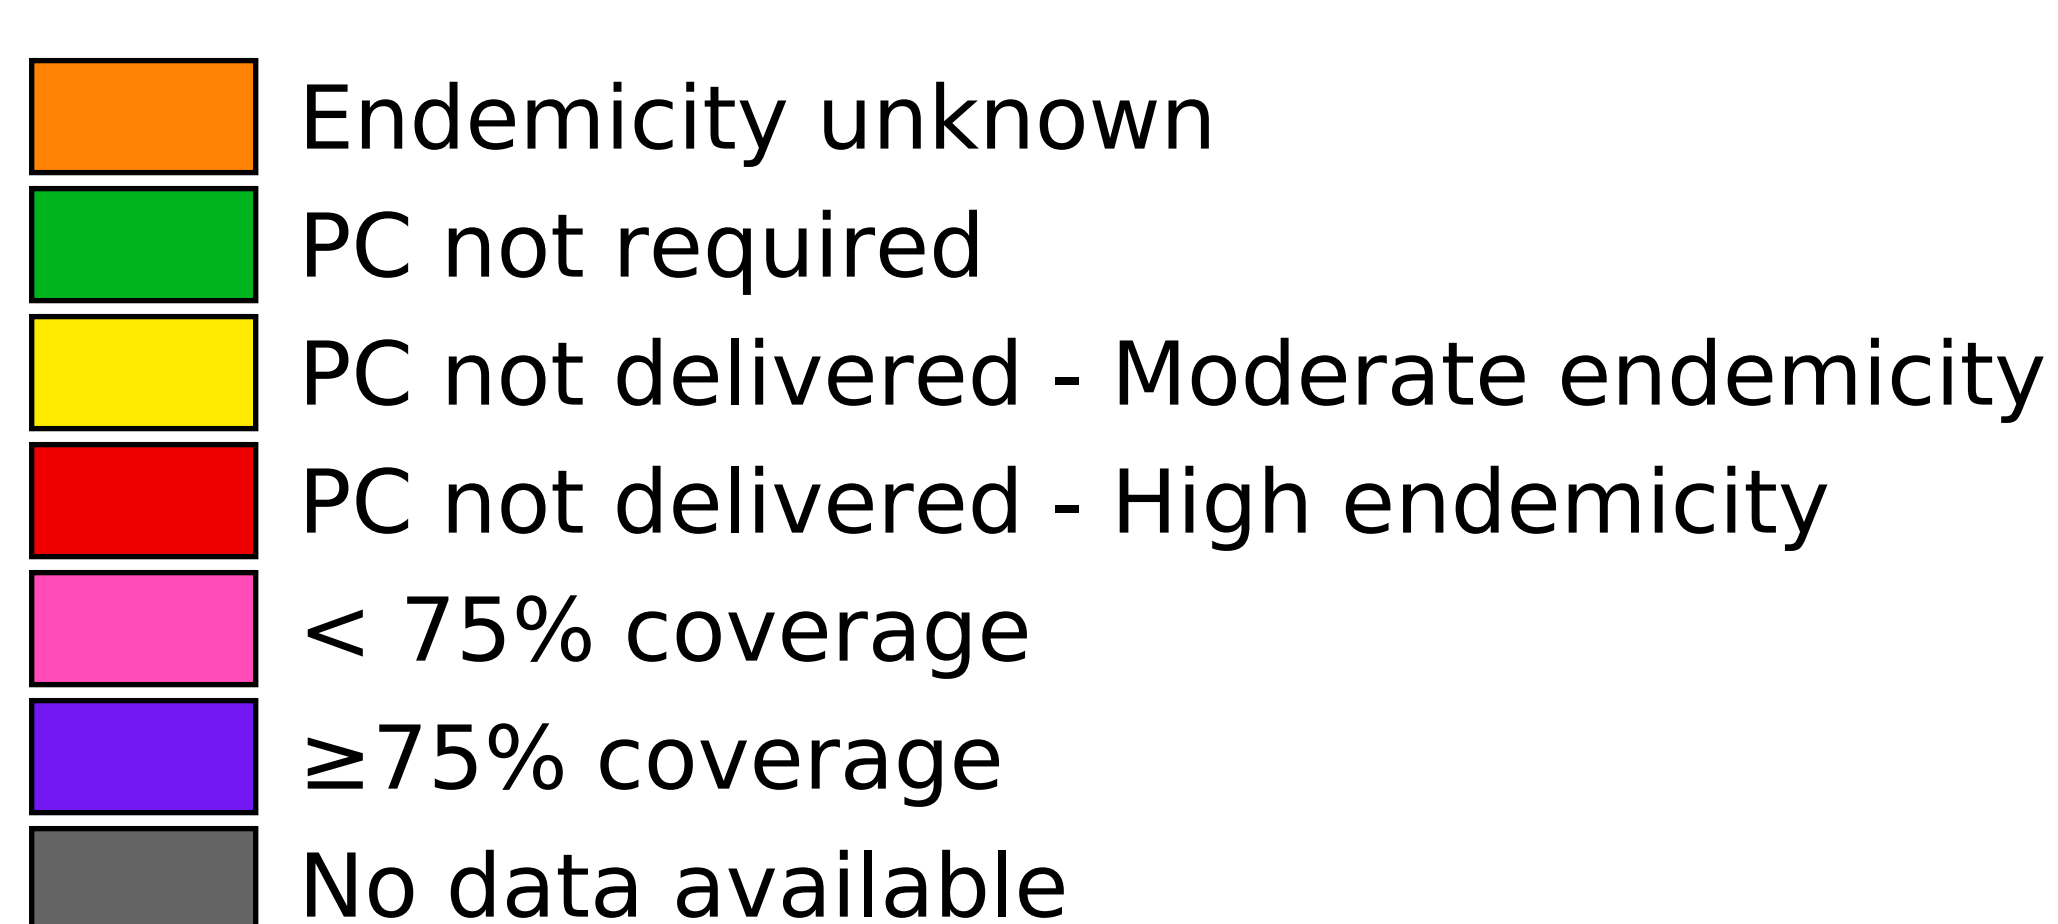 Endemicity unknown
PC not required
PC not delivered - Moderate endemicity
PC not delivered - High endemicity
< 75% coverage
≥75% coverage
No data available